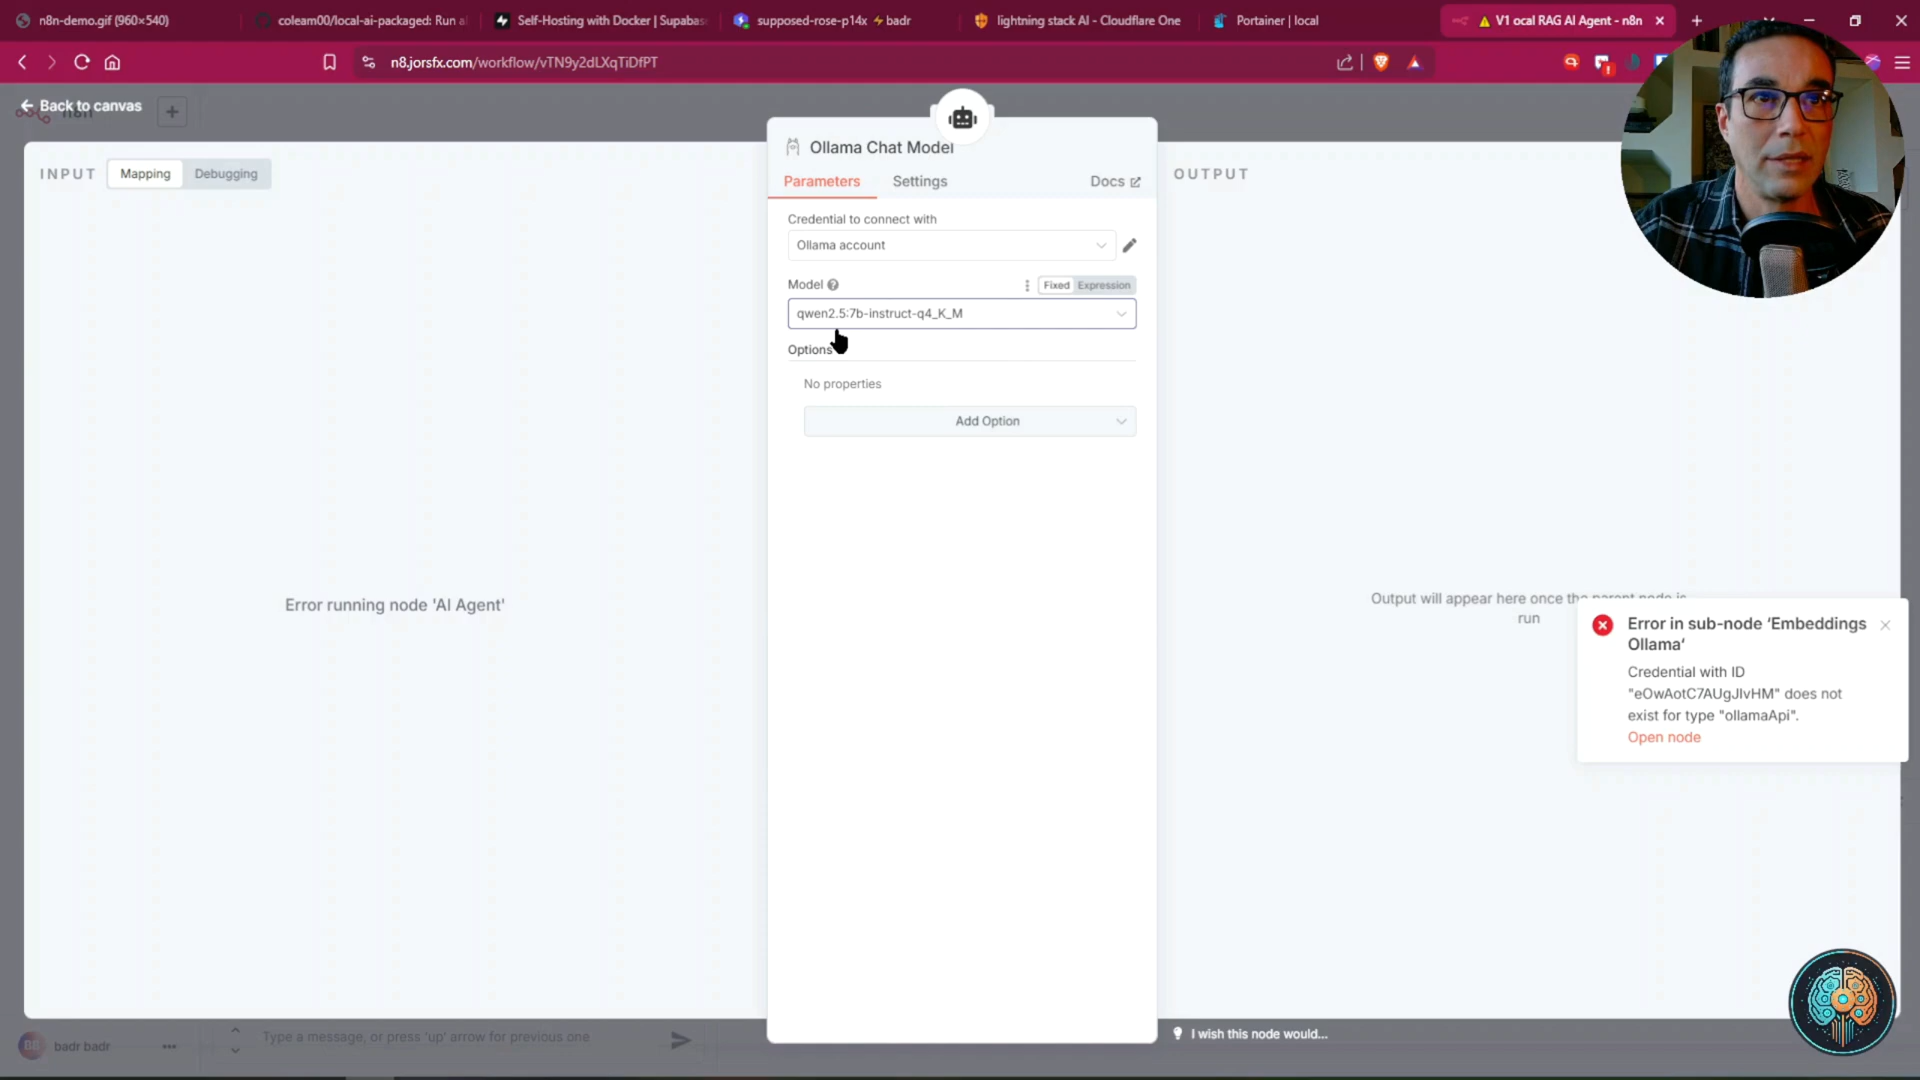 n8n-demo.gif (960×540)
coleam00/local-ai-packaged: Run a
Self-Hosting with Docker | Supabas
supposed-rose-p14x ⚡ badr
lightning stack AI - Cloudflare One
Portainer | local
V1 ocal RAG AI Agent - n8n
n8.jorsfx.com/workflow/vTN9y2dLXqTiDfPT
Back to canvas
n8n
INPUT
Mapping
Debugging
Ollama Chat Model
OUTPUT
Parameters
Settings
Docs
Credential to connect with
Ollama account
Model
Fixed
Expression
qwen2.5:7b-instruct-q4_K_M
Options
No properties
Add Option
Error running node 'AI Agent'
Output will appear here once the parent node is
run
Error in sub-node ‘Embeddings
Ollama‘
Credential with ID
"eOwAotC7AUgJIvHM" does not
exist for type "ollamaApi".
Open node
BB
badr badr
Type a message, or press 'up' arrow for previous one
I wish this node would...